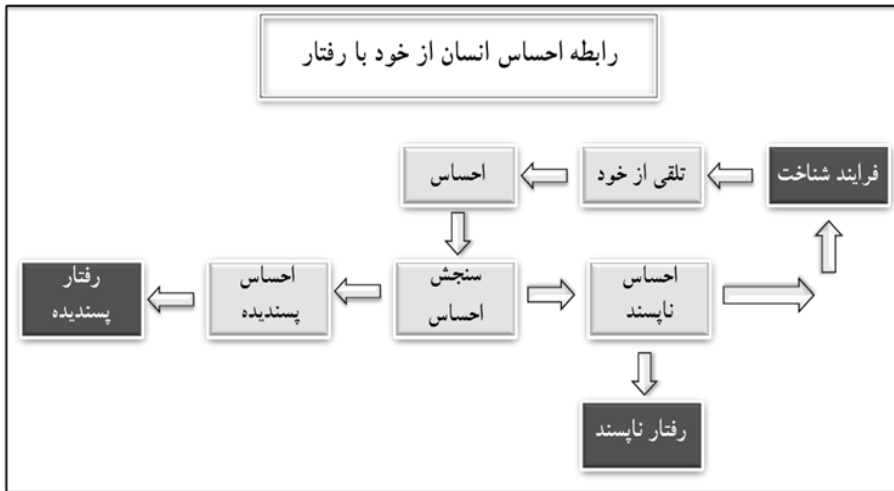 رابطه احساس انسان از خود با رفتار
فرایند شناخت
تلقی از خود
احساس
احساس
ناپسند
سنجش
احساس
احساس
پسندیده
رفتار
پسندیده
رفتار ناپسند